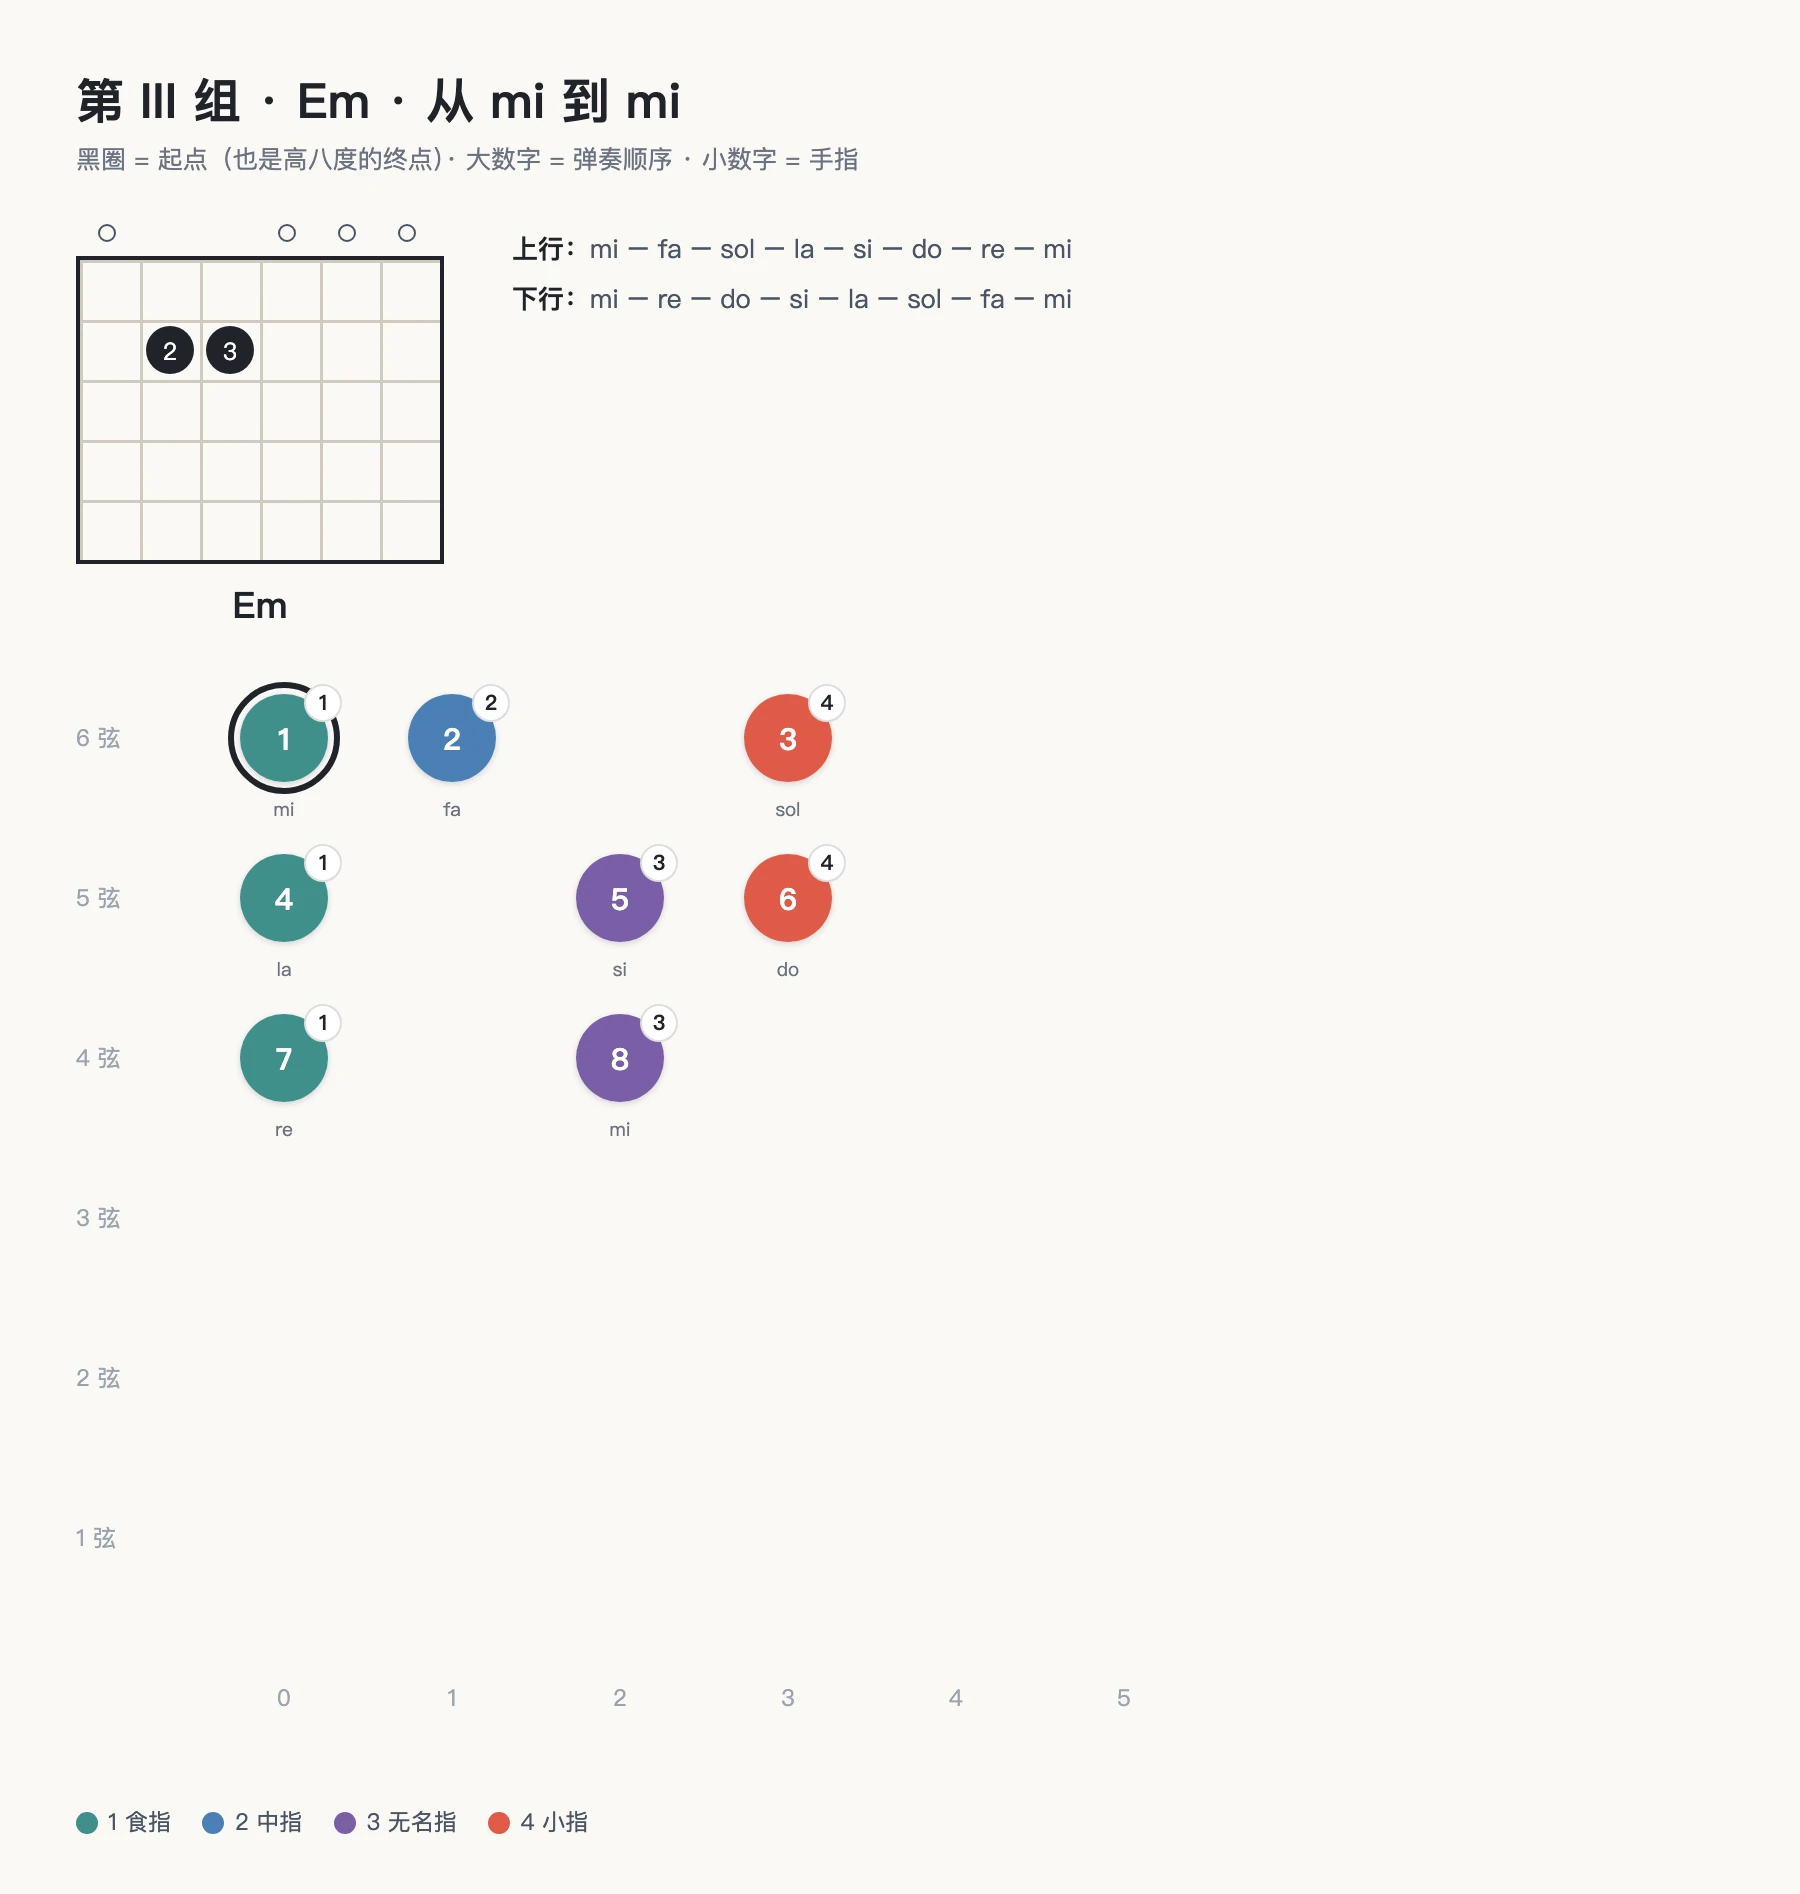 第 III 组 · Em · 从 mi 到 mi
黑圈 = 起点（也是高八度的终点）· 大数字 = 弹奏顺序 · 小数字 = 手指
上行：mi — fa — sol — la — si — do — re — mi
下行：mi — re — do — si — la — sol — fa — mi
2 3
Em
1 2 4
6 弦 1 2 3
mi fa sol
1 3 4
5 弦 4 5 6
la si do
1 3
4 弦 7 8
re mi
3 弦
2 弦
1 弦
0 1 2 3 4 5
1 食指 2 中指 3 无名指 4 小指